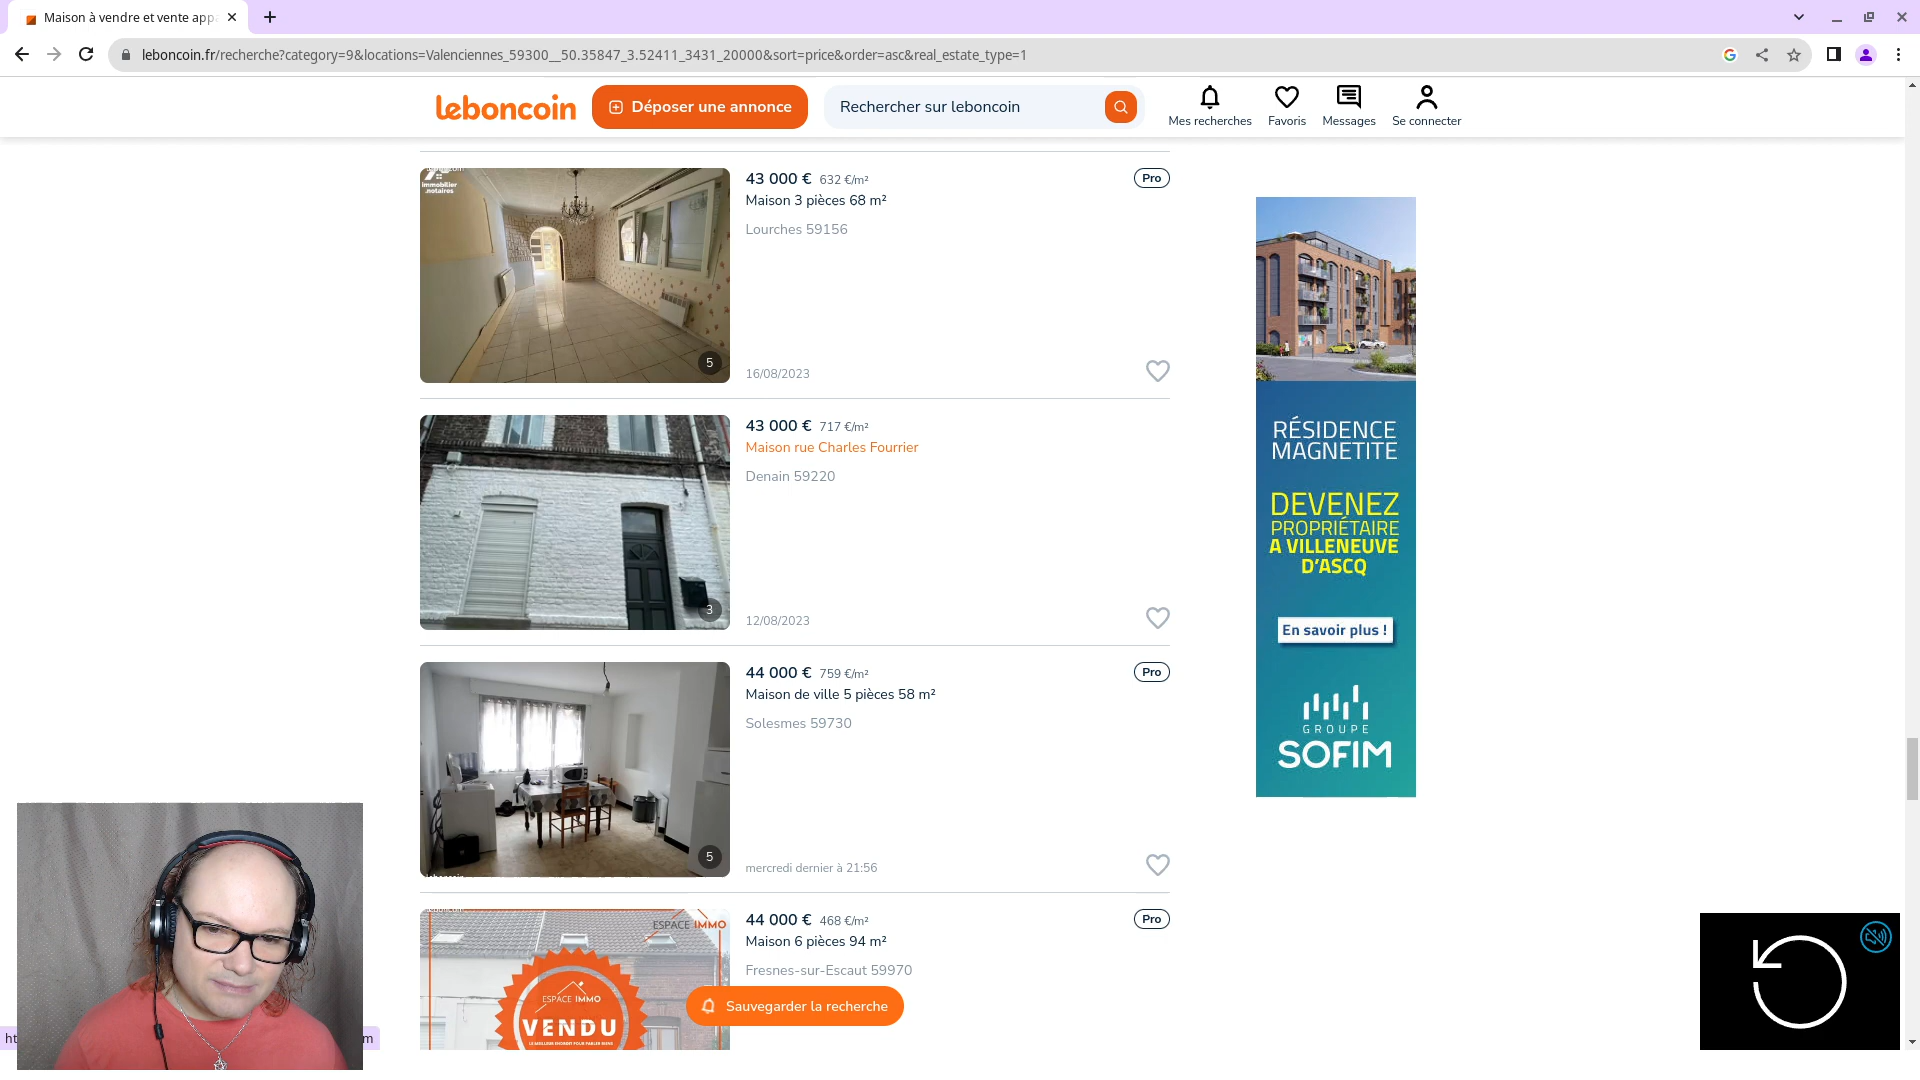 Maison à vendre et vente app
leboncoin.fr/recherche?category=9&locations=Valenciennes_59300__50.35847_3.52411_3431_20000&sort=price&order=asc&real_estate_type=1
leboncoin
Déposer une annonce
Rechercher sur leboncoin
Mes recherches
Favoris
Messages
Se connecter
immobilier
.notaires
5
43 000 € 632 €/m²
Pro
Maison 3 pièces 68 m²
Lourches 59156
16/08/2023
3
43 000 € 717 €/m²
Maison rue Charles Fourrier
Denain 59220
12/08/2023
5
44 000 € 759 €/m²
Pro
Maison de ville 5 pièces 58 m²
Solesmes 59730
mercredi dernier à 21:56
ESPACE IMMO
ESPACE IMMO
VENDU
44 000 € 468 €/m²
Pro
Maison 6 pièces 94 m²
Fresnes-sur-Escaut 59970
Sauvegarder la recherche
RÉSIDENCE
MAGNETITE
DEVENEZ
PROPRIÉTAIRE
A VILLENEUVE
D'ASCQ
En savoir plus !
GROUPE
SOFIM
ht
m